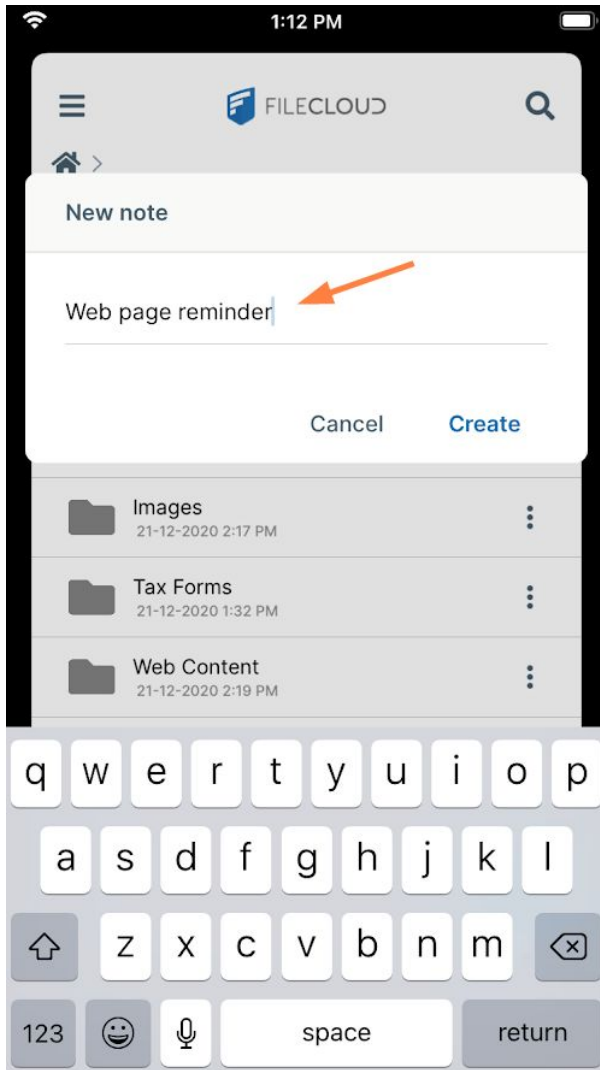 1:12 PM
FILECLOUD
New note
Web page reminder
Cancel Create
Images
21-12-2020 2:17 PM
Tax Forms
21-12-2020 1:32 PM
Web Content
21-12-2020 2:19 PM
q w e r t y u i o p
a s d f g h j k l
z x c v b n m
123 space return